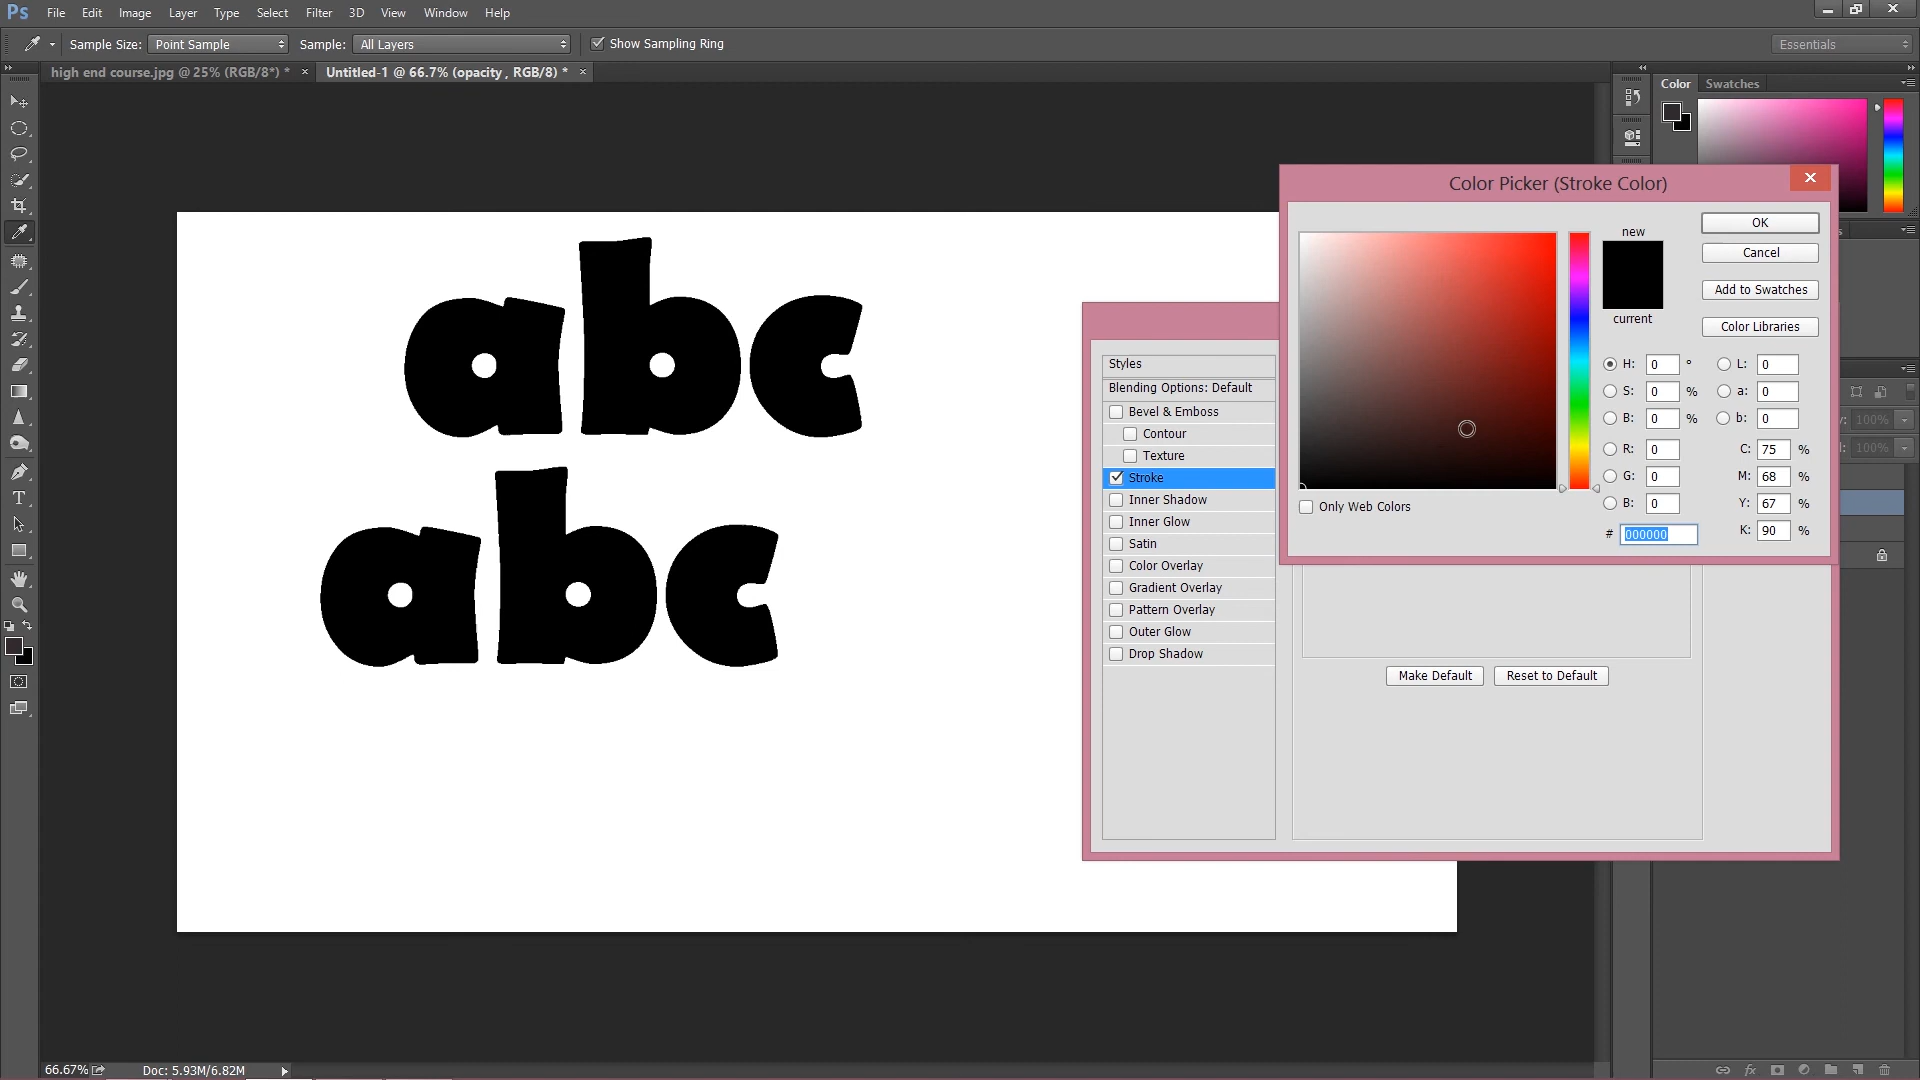 Ps File Edit Image Layer Type Select Filter 3D View Window Help
Sample Size: Point Sample Sample: All Layers Show Sampling Ring Essentials
high end course.jpg @ 25% (RGB/8*) * × Untitled-1 @ 66.7% (opacity , RGB/8) * ×
Color Swatches
Color Picker (Stroke Color)
new
current
OK
Cancel
Add to Swatches
Color Libraries
H: 0 ° L: 0
S: 0 % a: 0
B: 0 % b: 0
R: 0 C: 75 %
G: 0 M: 68 %
B: 0 Y: 67 %
# 000000 K: 90 %
Only Web Colors
abc
abc
Styles
Blending Options: Default
Bevel & Emboss
Contour
Texture
Stroke
Inner Shadow
Inner Glow
Satin
Color Overlay
Gradient Overlay
Pattern Overlay
Outer Glow
Drop Shadow
Make Default Reset to Default
100%
100%
T
66.67% Doc: 5.93M/6.82M
fx